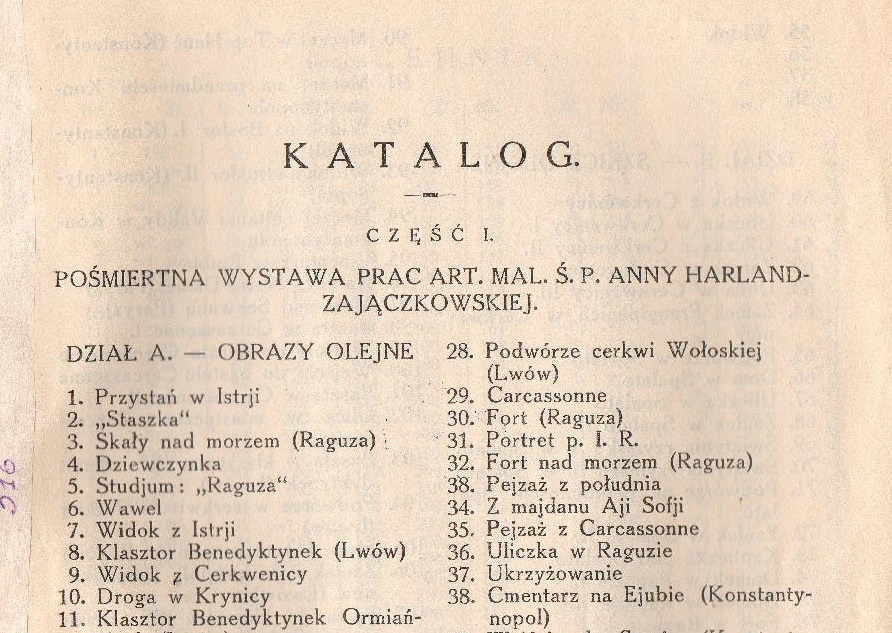 KATALOG.
CZĘŚĆ I.
POŚMIERTNA WYSTAWA PRAC ART. MAL. Ś. P. ANNY HARLAND-
ZAJĄCZKOWSKIEJ.
DZIAŁ A. — OBRAZY OLEJNE
1. Przystań w Istrji
2. „Staszka“
3. Skały nad morzem (Raguza)
4. Dziewczynka
5. Studjum: „Raguza“
6. Wawel
7. Widok z Istrji
8. Klasztor Benedyktynek (Lwów)
9. Widok z Cerkwenicy
10. Droga w Krynicy
11. Klasztor Benedyktynek Ormiań-
28. Podwórze cerkwi Wołoskiej
(Lwów)
29. Carcassonne
30. Fort (Raguza)
31. Portret p. I. R.
32. Fort nad morzem (Raguza)
38. Pejzaż z południa
34. Z majdanu Aji Sofji
35. Pejzaż z Carcassonne
36. Uliczka w Raguzie
37. Ukrzyżowanie
38. Cmentarz na Ejubie (Konstanty-
nopol)